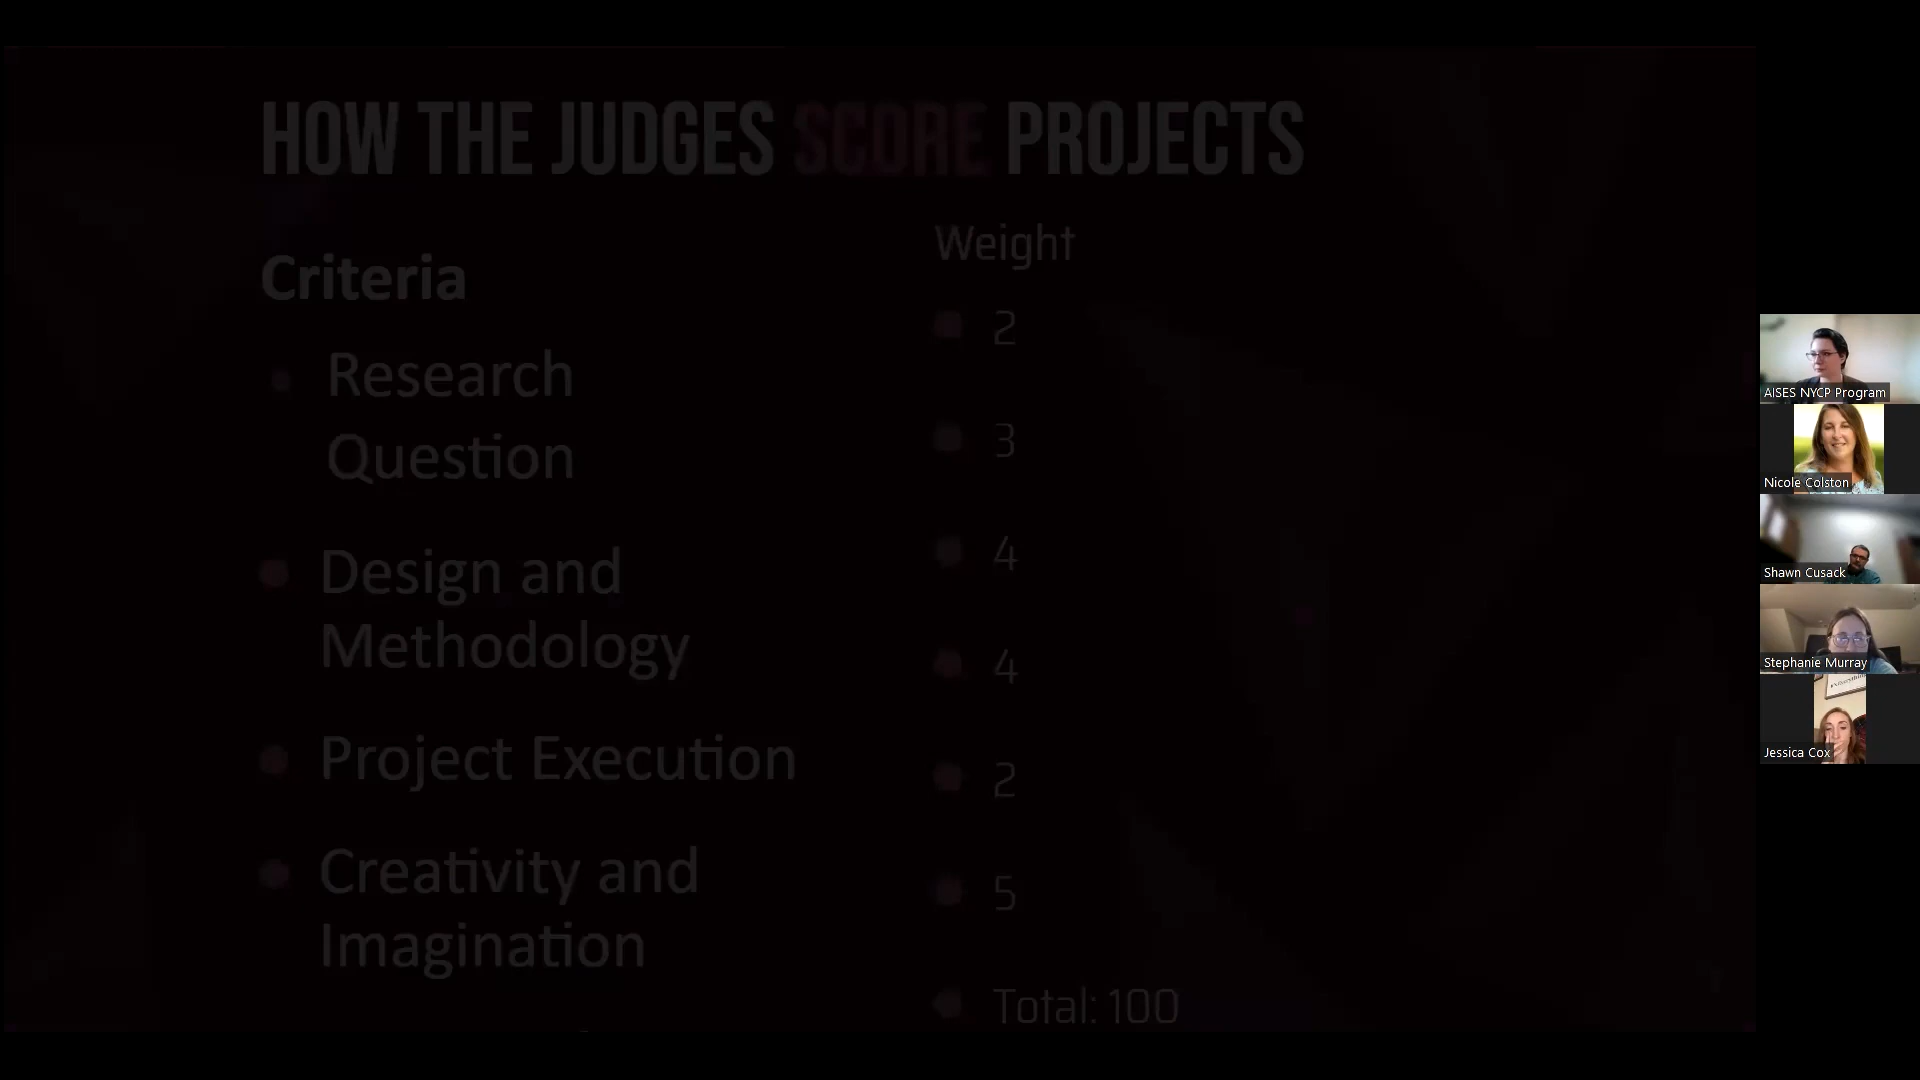 HOW THE JUDGES SCORE PROJECTS
Criteria
Research
Question
Design and
Methodology
Project Execution
Creativity and
Imagination
Weight
2
3
4
4
2
5
Total: 100
AISES NYCP Program
Nicole Colston
Shawn Cusack
Stephanie Murray
Jessica Cox